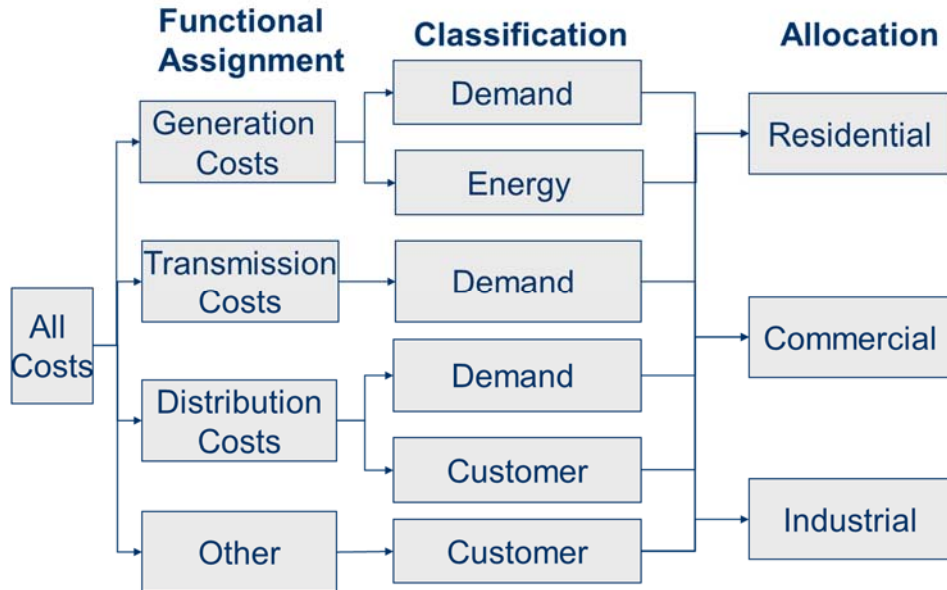 Functional
Assignment
Classification
Allocation
All
Costs
Generation
Costs
Transmission
Costs
Distribution
Costs
Other
Demand
Energy
Demand
Demand
Customer
Customer
Residential
Commercial
Industrial